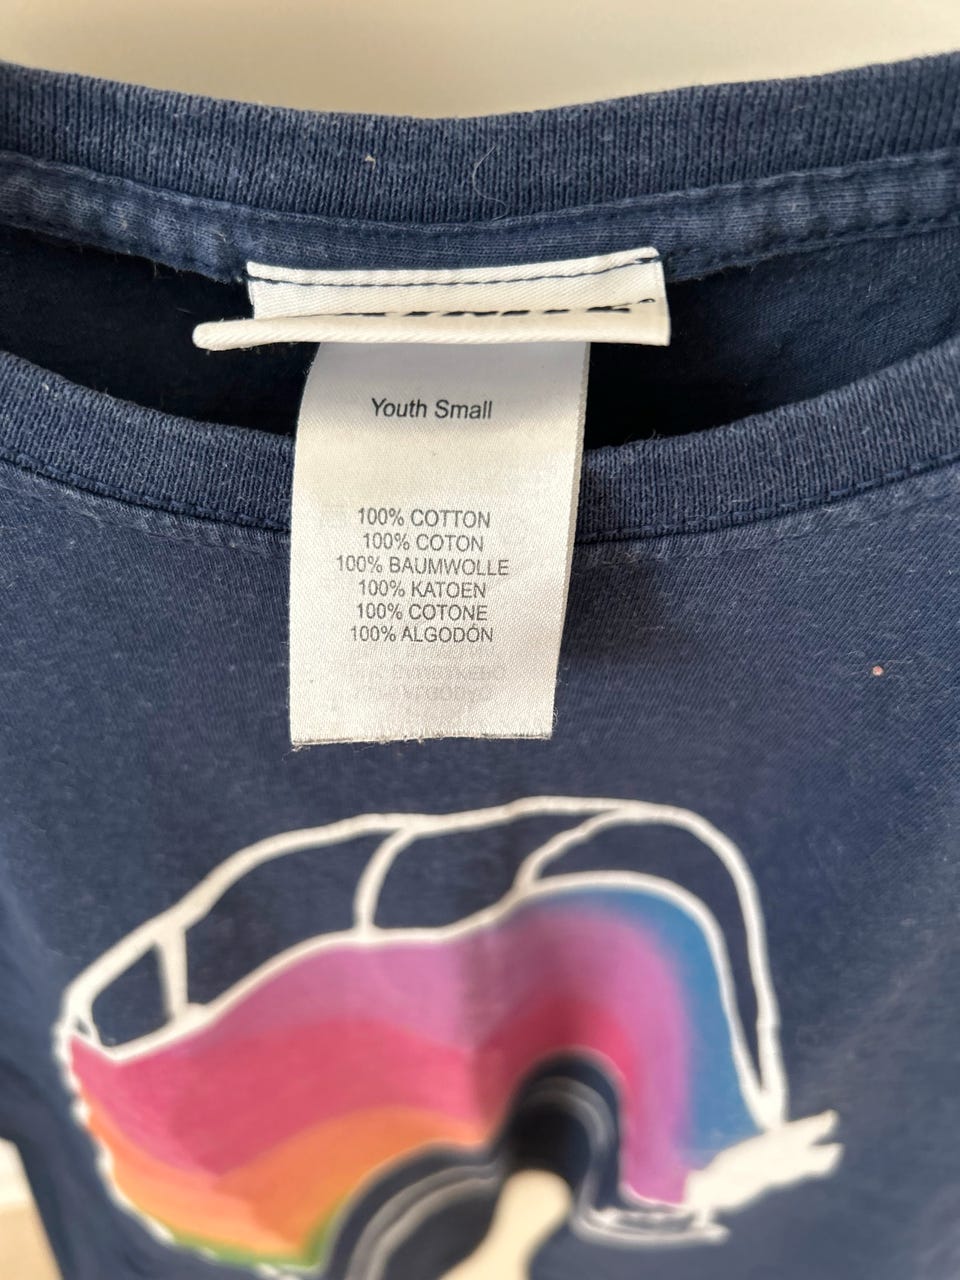 Youth Small
100% COTTON
100% COTON
100% BAUMWOLLE
100% KATOEN
100% COTONE
100% ALGODÓN